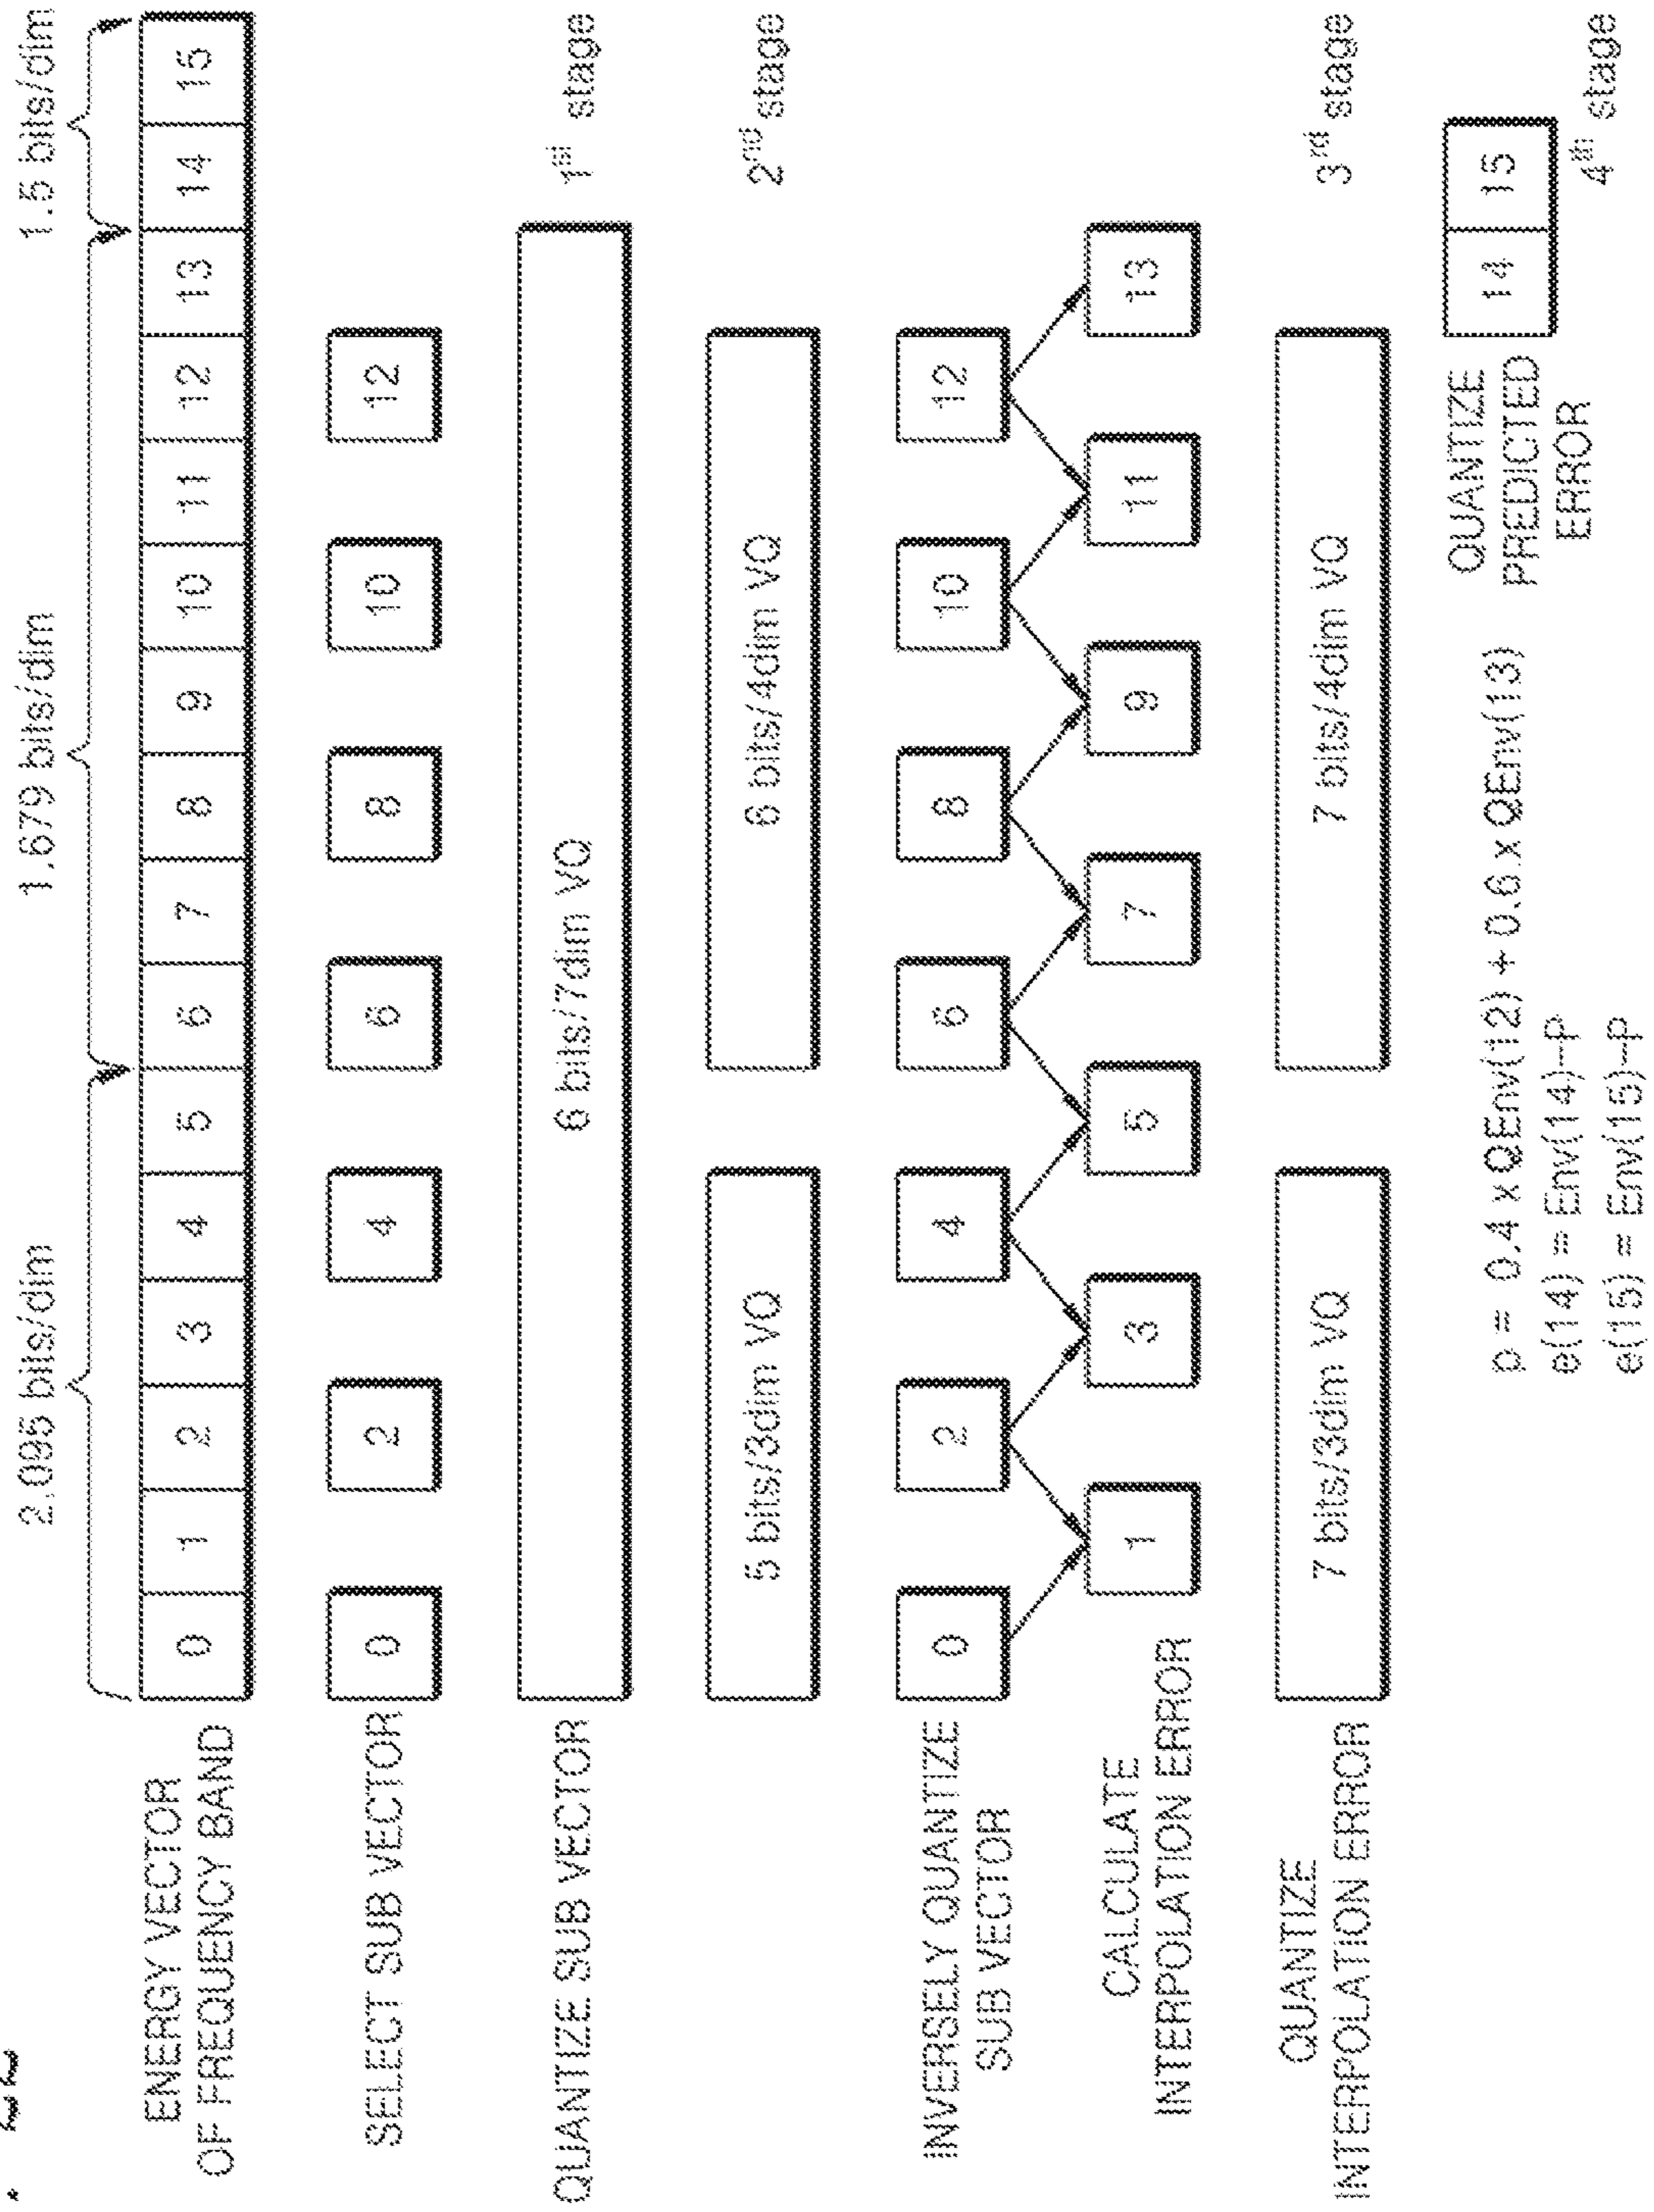 2.095 bits/dim 1.679 bits/dim 1.5 bits/dim
ENERGY VECTOR
OF FREQUENCY BAND
0 1 2 3 4 5 6 7 8 9 10 11 12 13 14 15
SELECT SUB VECTOR
0 2 4 6 8 10 12
QUANTIZE SUB VECTOR
6 bits/7dim VQ
1st stage
5 bits/3dim VQ 6 bits/4dim VQ
2nd stage
INVERSELY QUANTIZE
SUB VECTOR
0 2 4 6 8 10 12
CALCULATE
INTERPOLATION ERROR
1 3 5 7 9 11 13
QUANTIZE
INTERPOLATION ERROR
7 bits/3dim VQ 7 bits/4dim VQ
3rd stage
p = 0.4 x QEnv(12) + 0.6 x QEnv(13)
e(14) = Env(14)-p
e(15) = Env(15)-p
QUANTIZE
PREDICTED
ERROR
14 15
4th stage